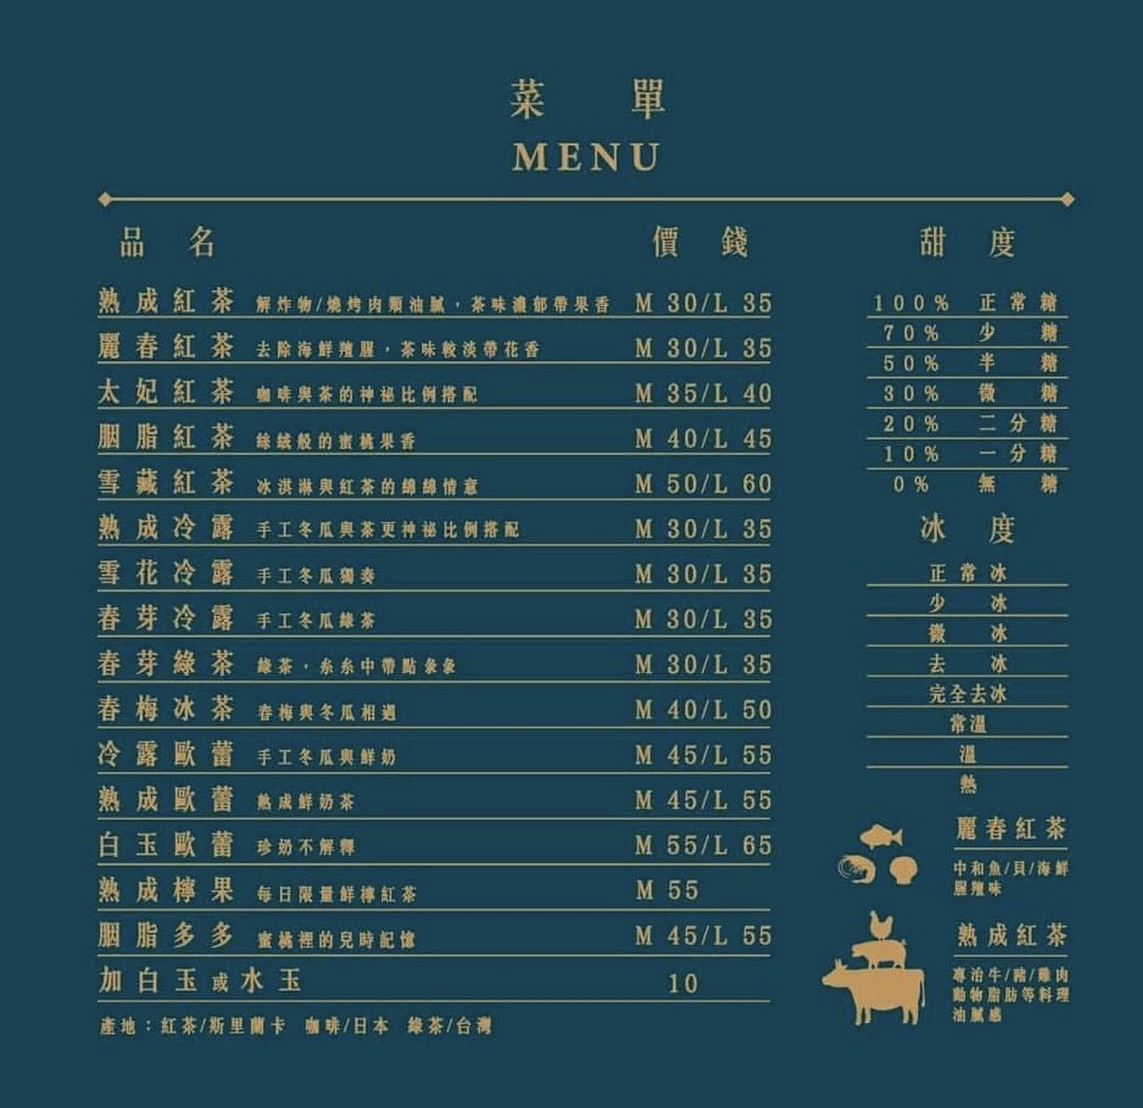 菜單
MENU
品名 價錢
熟成紅茶 解炸物/燒烤肉類油膩，茶味濃郁帶果香 M 30/L 35
麗春紅茶 去除海鮮羶腥，茶味較淡帶花香 M 30/L 35
太妃紅茶 咖啡與茶的神祕比例搭配 M 35/L 40
胭脂紅茶 絲絨般的蜜桃果香 M 40/L 45
雪藏紅茶 冰淇淋與紅茶的綿綿情意 M 50/L 60
熟成冷露 手工冬瓜與茶更神祕比例搭配 M 30/L 35
雪花冷露 手工冬瓜獨奏 M 30/L 35
春芽冷露 手工冬瓜綠茶 M 30/L 35
春芽綠茶 綠茶，糸糸中帶點彖彖 M 30/L 35
春梅冰茶 春梅與冬瓜相遇 M 40/L 50
冷露歐蕾 手工冬瓜與鮮奶 M 45/L 55
熟成歐蕾 熟成鮮奶茶 M 45/L 55
白玉歐蕾 珍奶不解釋 M 55/L 65
熟成檸果 每日限量鮮檸紅茶 M 55
胭脂多多 蜜桃裡的兒時記憶 M 45/L 55
加白玉或水玉 10
產地：紅茶/斯里蘭卡 咖啡/日本 綠茶/台灣
甜度
100% 正常糖
70% 少糖
50% 半糖
30% 微糖
20% 二分糖
10% 一分糖
0% 無糖
冰度
正常冰
少冰
微冰
去冰
完全去冰
常溫
溫
熱
麗春紅茶
中和魚/貝/海鮮
腥羶味
熟成紅茶
專治牛/豬/雞肉
動物脂肪等料理
油膩感